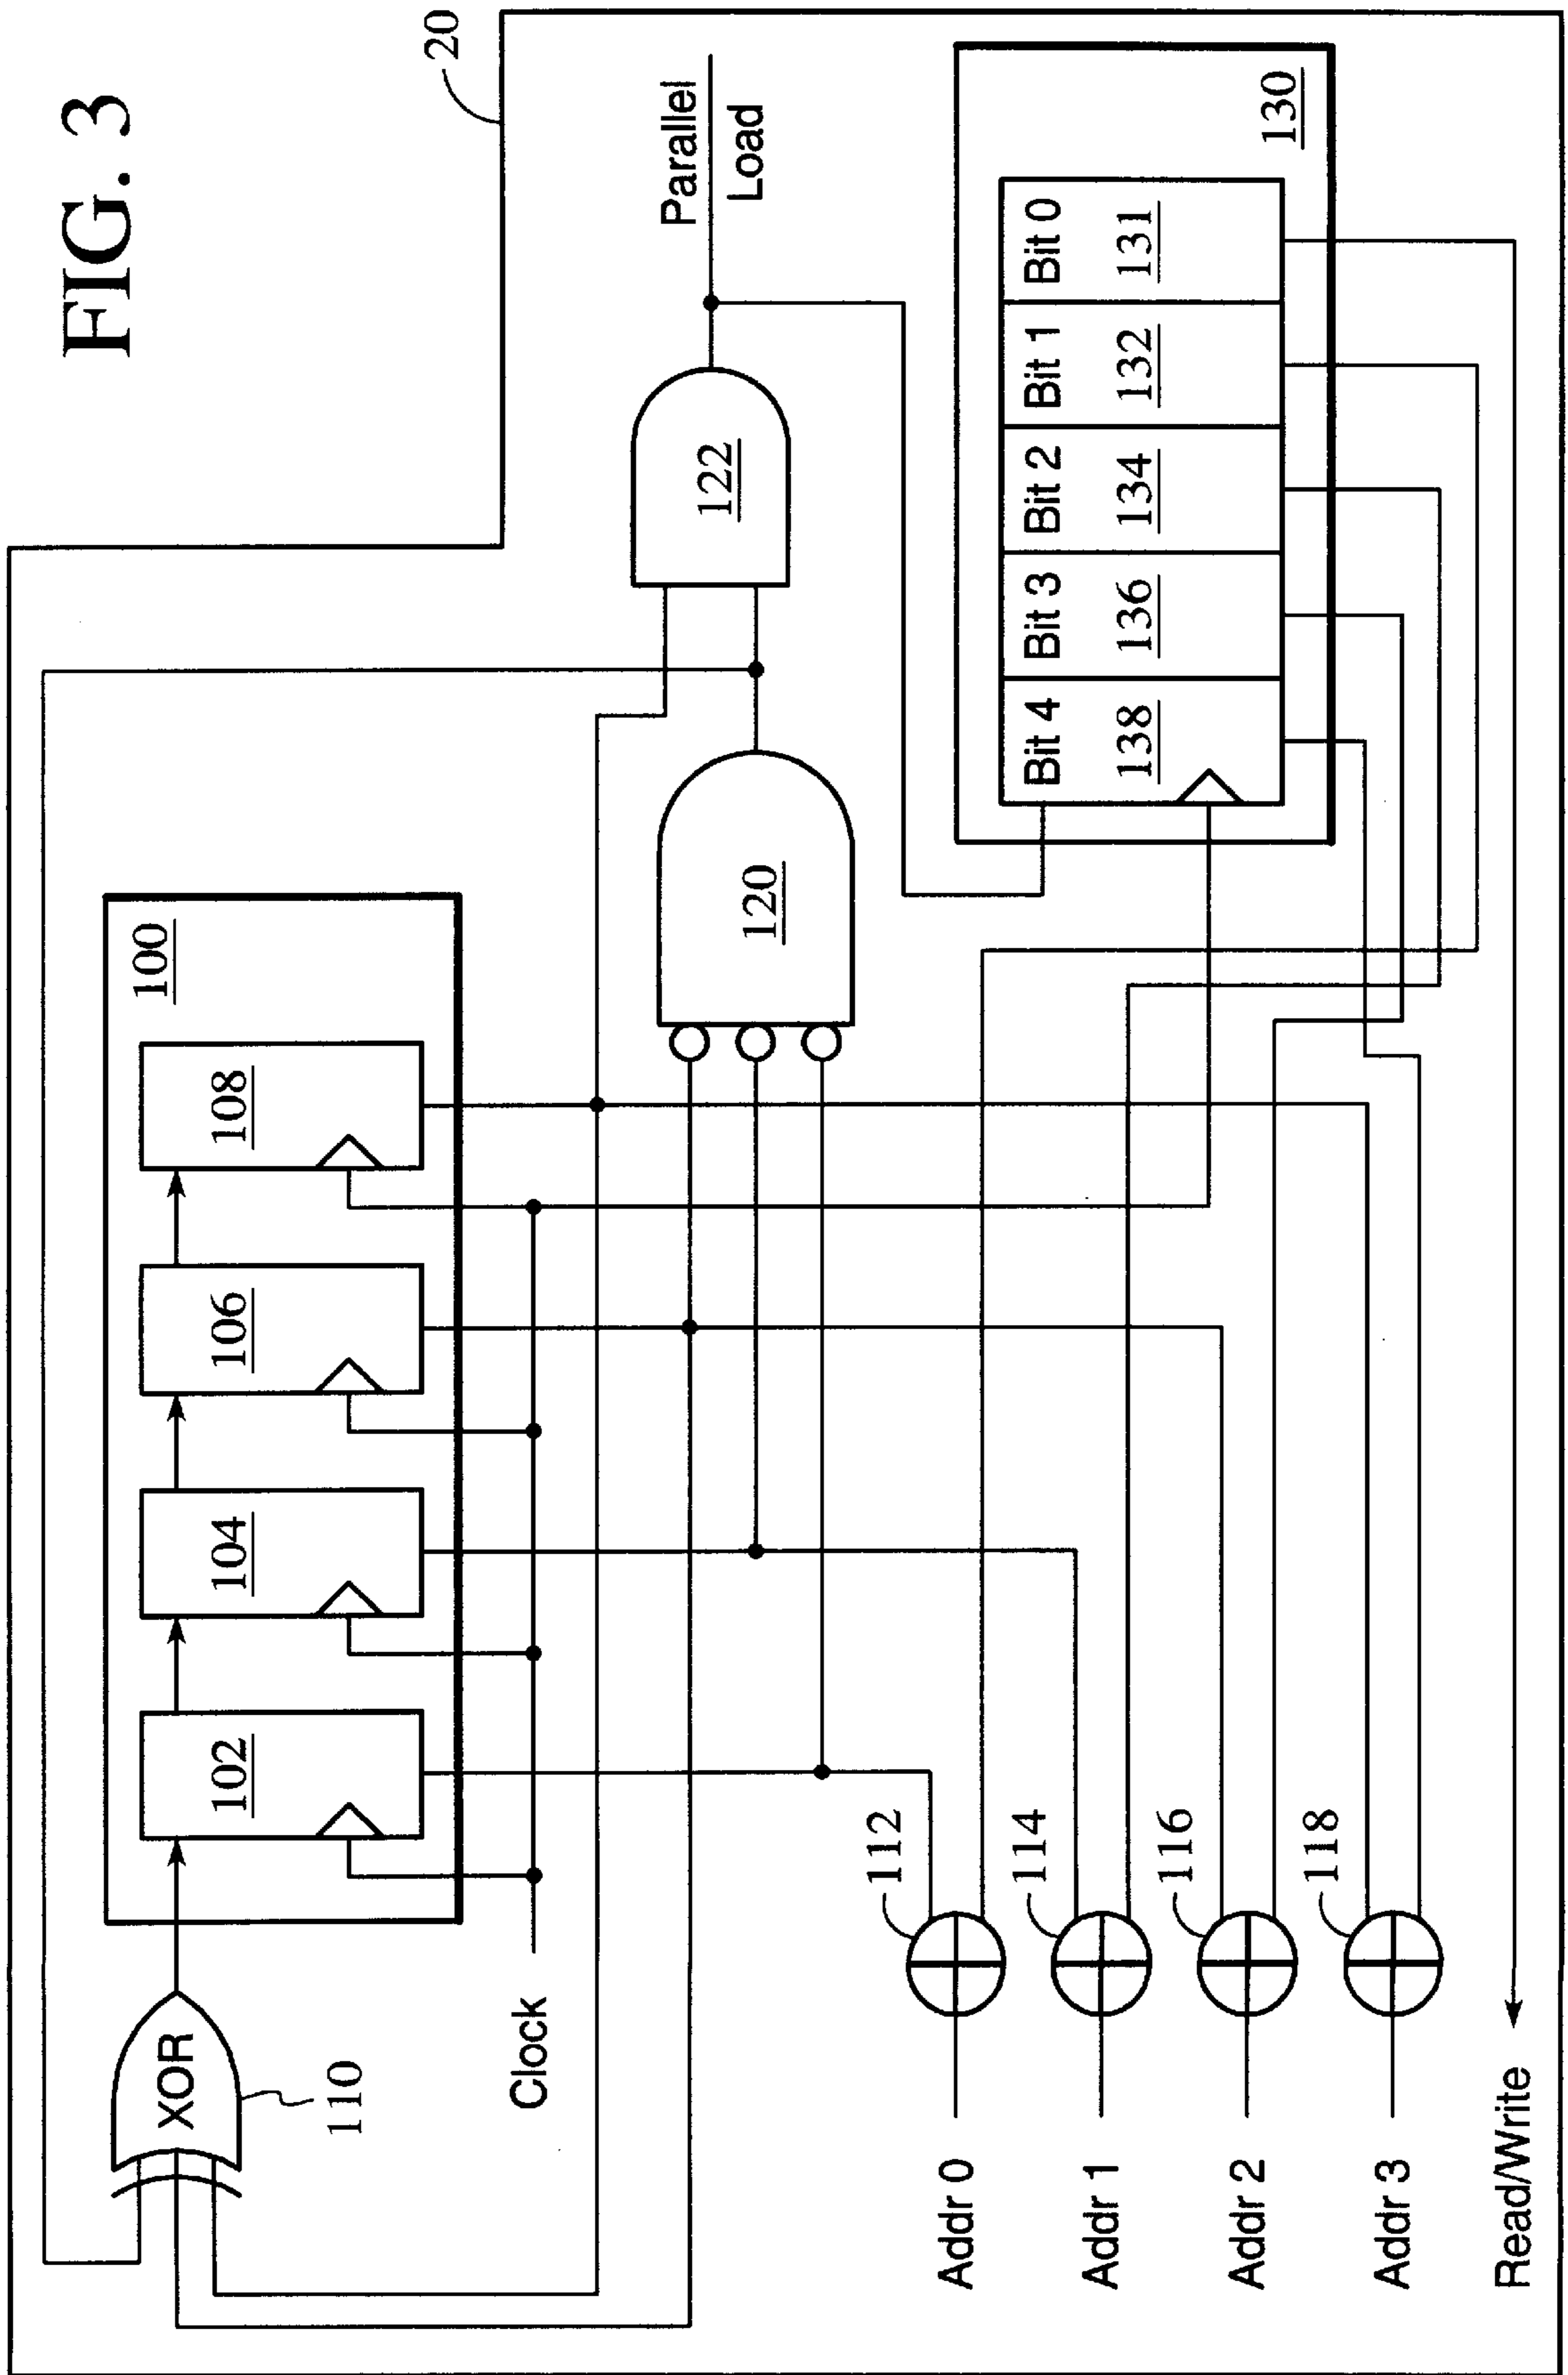 FIG. 3
20
100
102
104
106
108
XOR
110
Clock
Parallel
Load
120
122
112
114
116
118
Addr 0
Addr 1
Addr 2
Addr 3
Read/Write
Bit 4
Bit 3
Bit 2
Bit 1
Bit 0
138
136
134
132
131
130